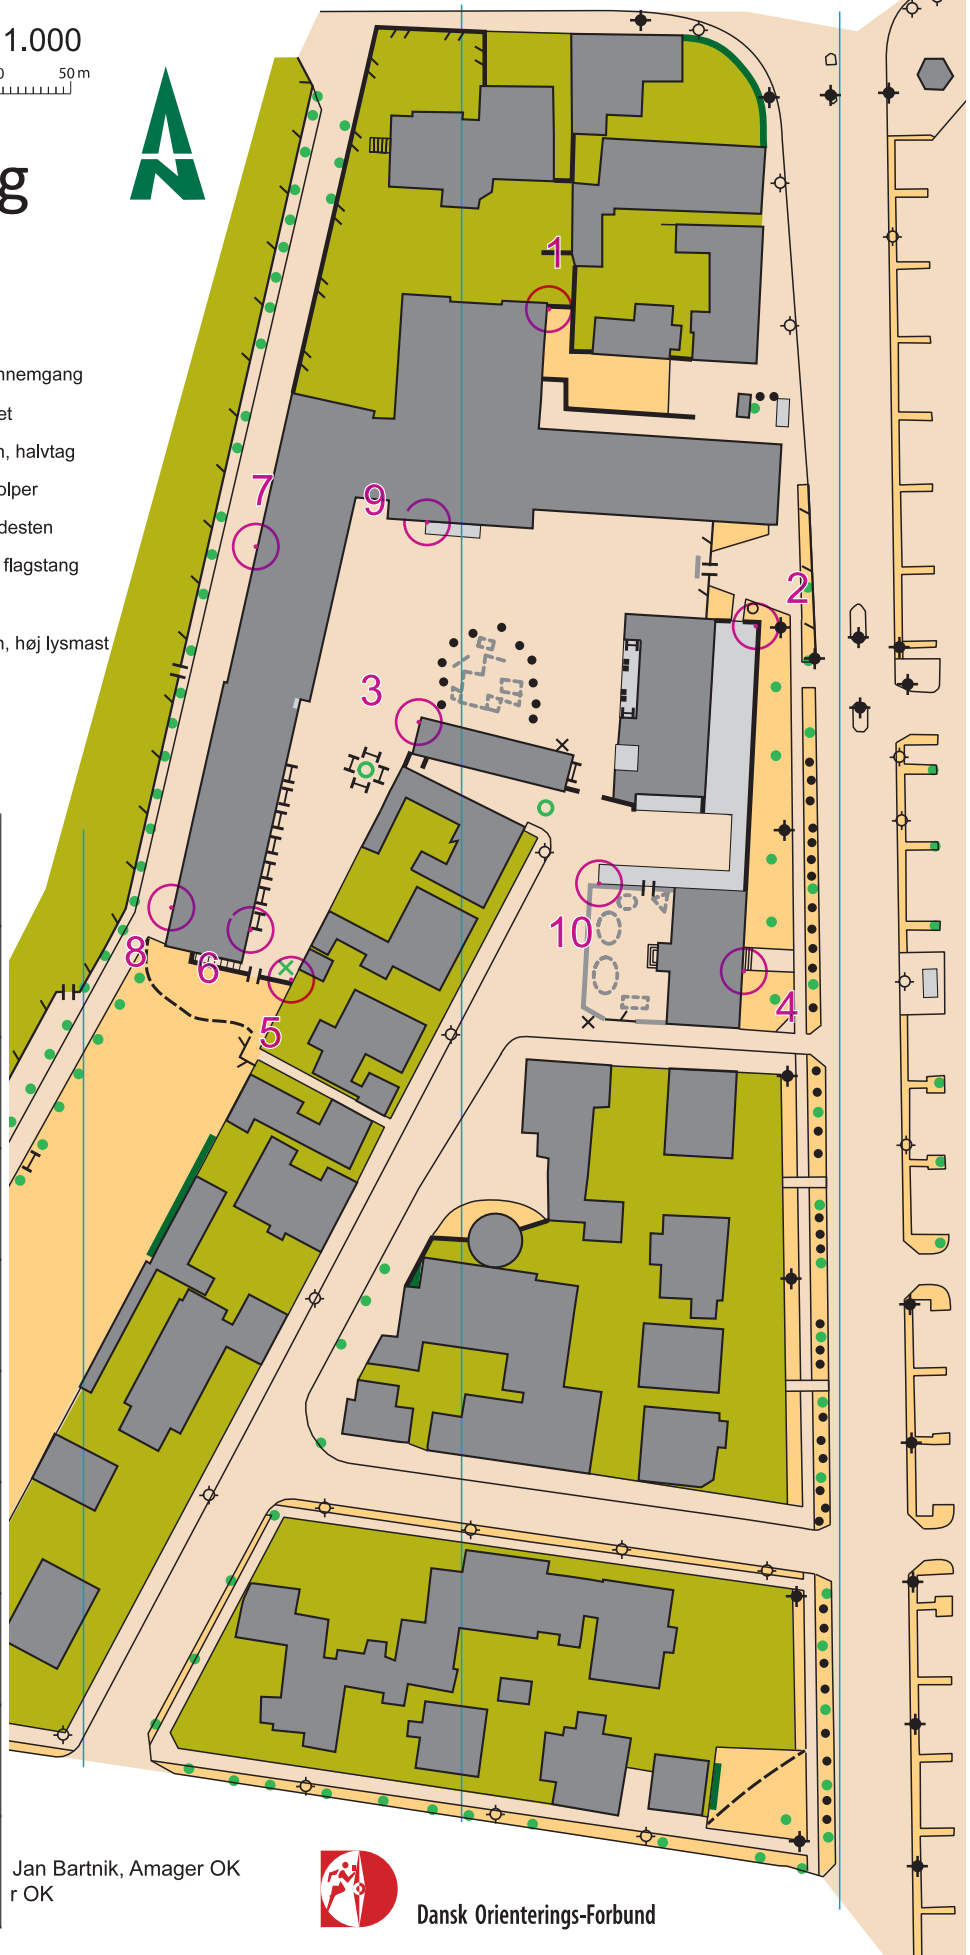 1.000
0 50 m
g
nnemgang
et
n, halvtag
olper
desten
flagstang
n, høj lysmast
1
2
3
4
5
6
7
8
9
10
Jan Bartnik, Amager OK
r OK
Dansk Orienterings-Forbund